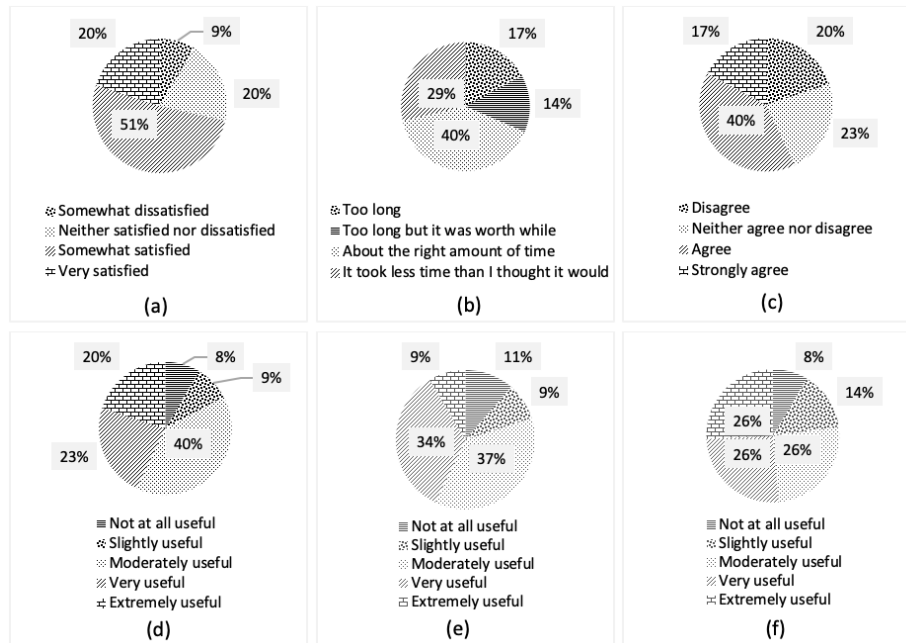 20%
9%
20%
51%
Somewhat dissatisfied
Neither satisfied nor dissatisfied
Somewhat satisfied
Very satisfied
(a)
17%
14%
29%
40%
Too long
Too long but it was worth while
About the right amount of time
It took less time than I thought it would
(b)
17%
20%
40%
23%
Disagree
Neither agree nor disagree
Agree
Strongly agree
(c)
20%
8%
9%
40%
23%
Not at all useful
Slightly useful
Moderately useful
Very useful
Extremely useful
(d)
9%
11%
9%
34%
37%
Not at all useful
Slightly useful
Moderately useful
Very useful
Extremely useful
(e)
8%
14%
26%
26%
26%
Not at all useful
Slightly useful
Moderately useful
Very useful
Extremely useful
(f)